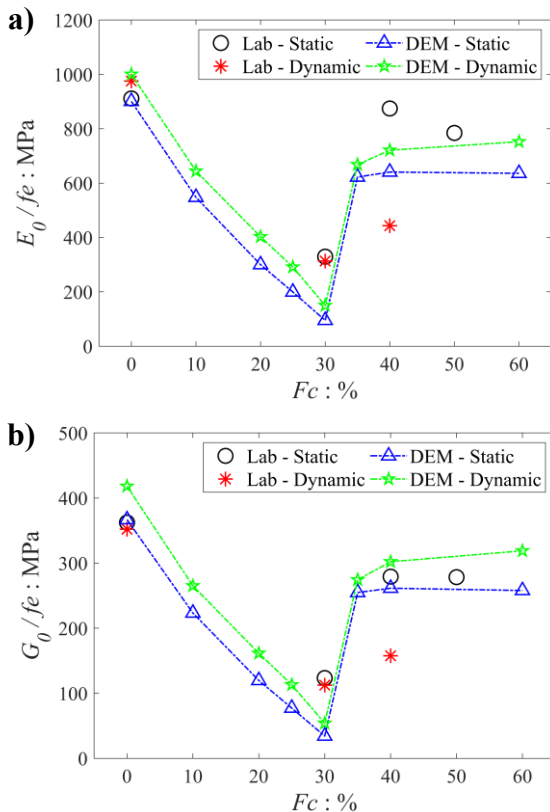 a)
1200
1000
800
600
400
200
0
E₀/fe : MPa
Lab - Static
DEM - Static
Lab - Dynamic
DEM - Dynamic
0 10 20 30 40 50 60
Fc : %
b)
500
400
300
200
100
0
G₀/fe : MPa
Lab - Static
DEM - Static
Lab - Dynamic
DEM - Dynamic
0 10 20 30 40 50 60
Fc : %